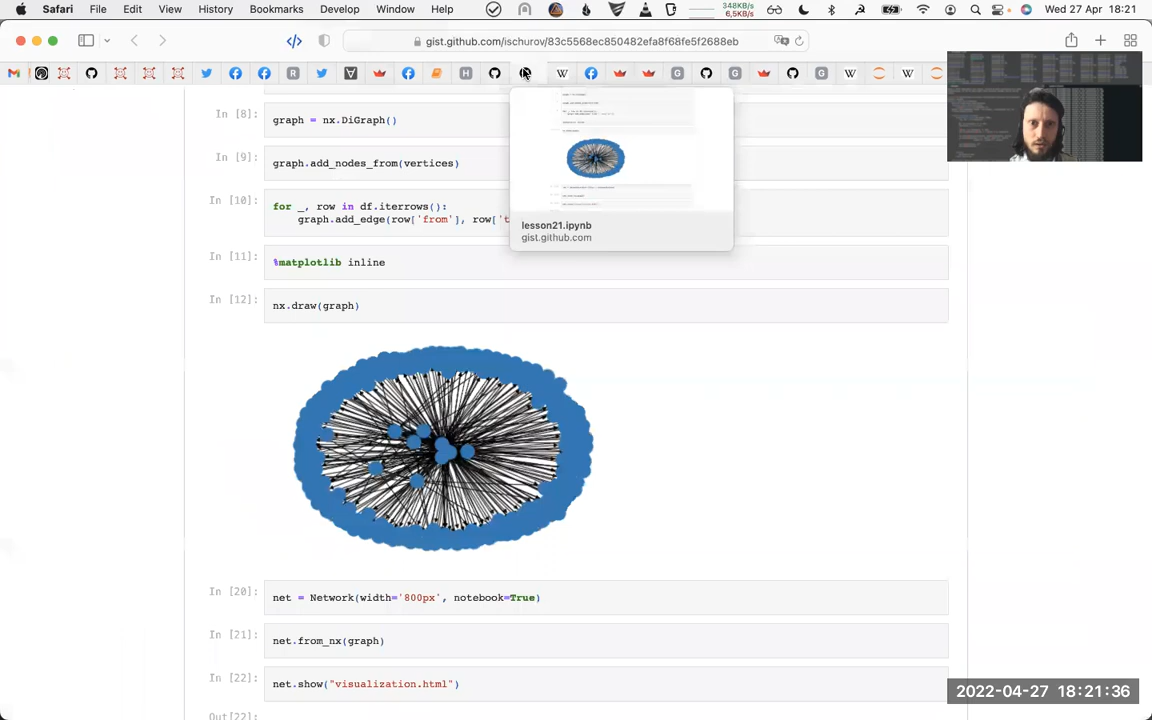 Safari File Edit View History Bookmarks Develop Window Help 348KB/s 6,5KB/s Wed 27 Apr 18:21
gist.github.com/ischurov/83c5568ec850482efa8f68fe5f2688eb
In [8]: graph = nx.DiGraph()
In [9]: graph.add_nodes_from(vertices)
In [10]: for _, row in df.iterrows():
graph.add_edge(row['from'], row['t
lesson21.ipynb
gist.github.com
In [11]: %matplotlib inline
In [12]: nx.draw(graph)
In [20]: net = Network(width='800px', notebook=True)
In [21]: net.from_nx(graph)
In [22]: net.show("visualization.html")
2022-04-27 18:21:36
Out[22]: